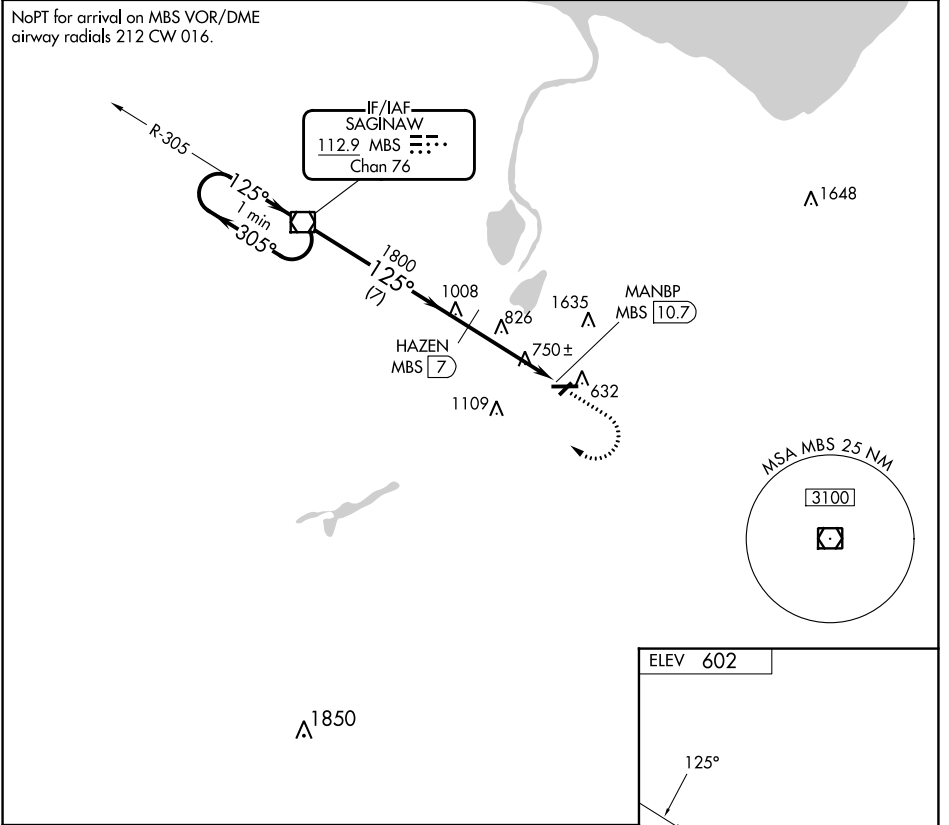 NoPT for arrival on MBS VOR/DME
airway radials 212 CW 016.
IF/IAF
SAGINAW
112.9 MBS
Chan 76
R-305
125°
1 min
305°
1648
1800
125°
(7)
1008
826
1635
MANBP
MBS 10.7
HAZEN
MBS 7
750±
632
1109
MSA MBS 25 NM
3100
ELEV 602
1850
125°